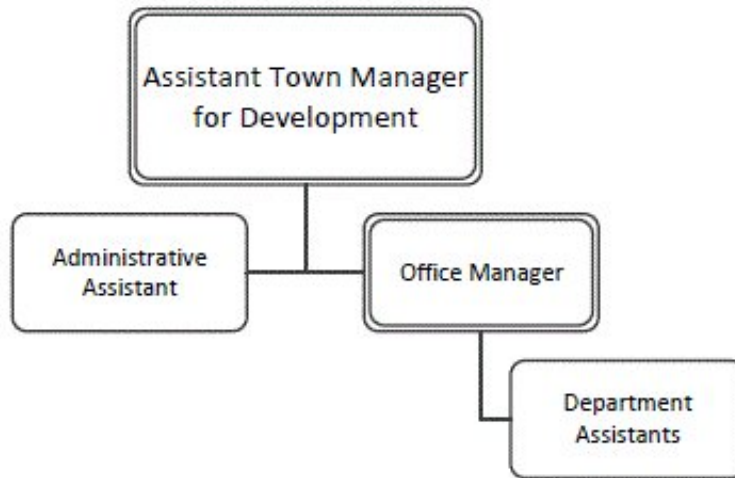 Assistant Town Manager
for Development
Administrative
Assistant
Office Manager
Department
Assistants